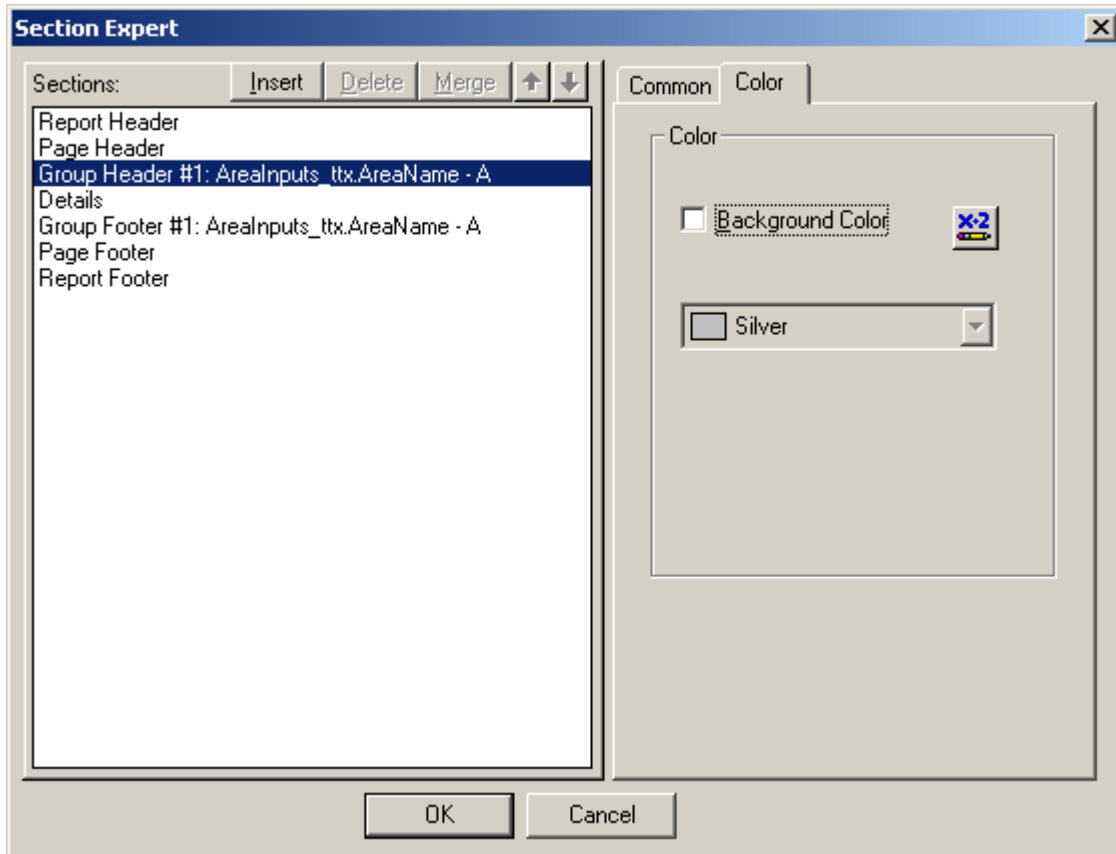 Section Expert
Sections: Insert Delete Merge
Report Header
Page Header
Group Header #1: AreaInputs_ttx.AreaName - A
Details
Group Footer #1: AreaInputs_ttx.AreaName - A
Page Footer
Report Footer
Common Color
Color
Background Color
X+2
Silver
OK Cancel